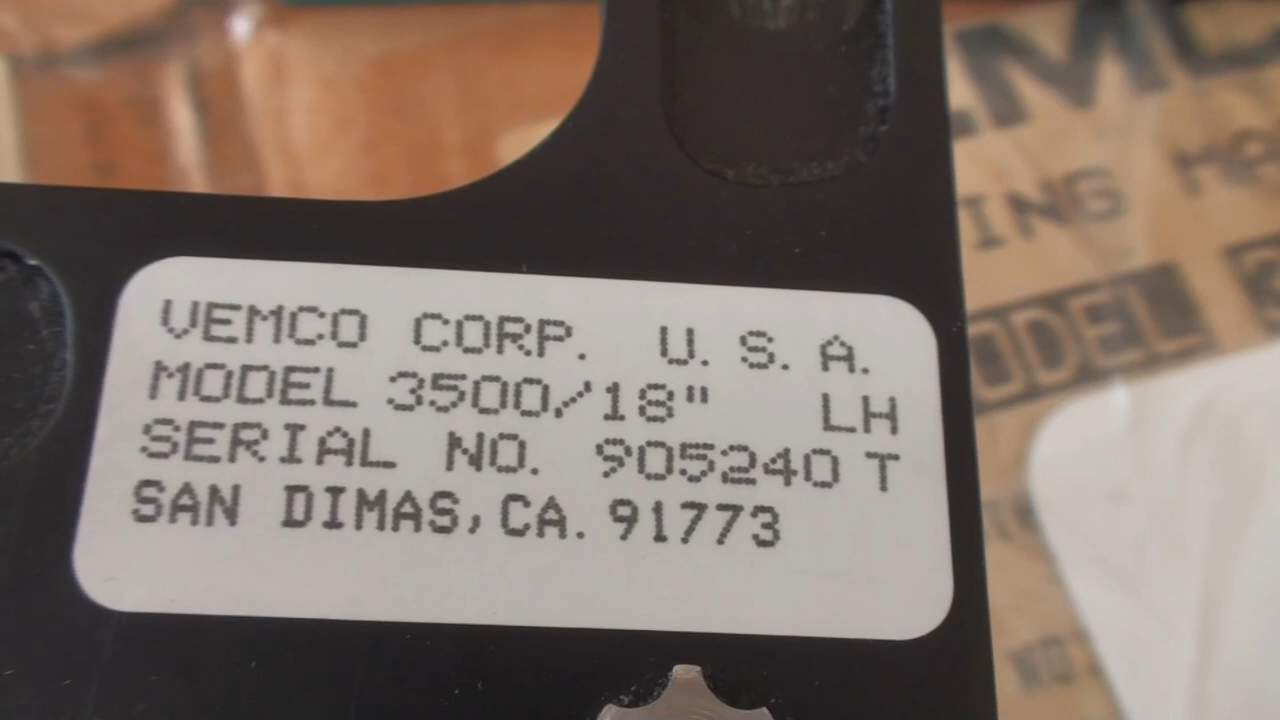 VEMCO CORP. U.S.A.
MODEL 3500/18" LH
SERIAL NO. 905240 T
SAN DIMAS, CA. 91773